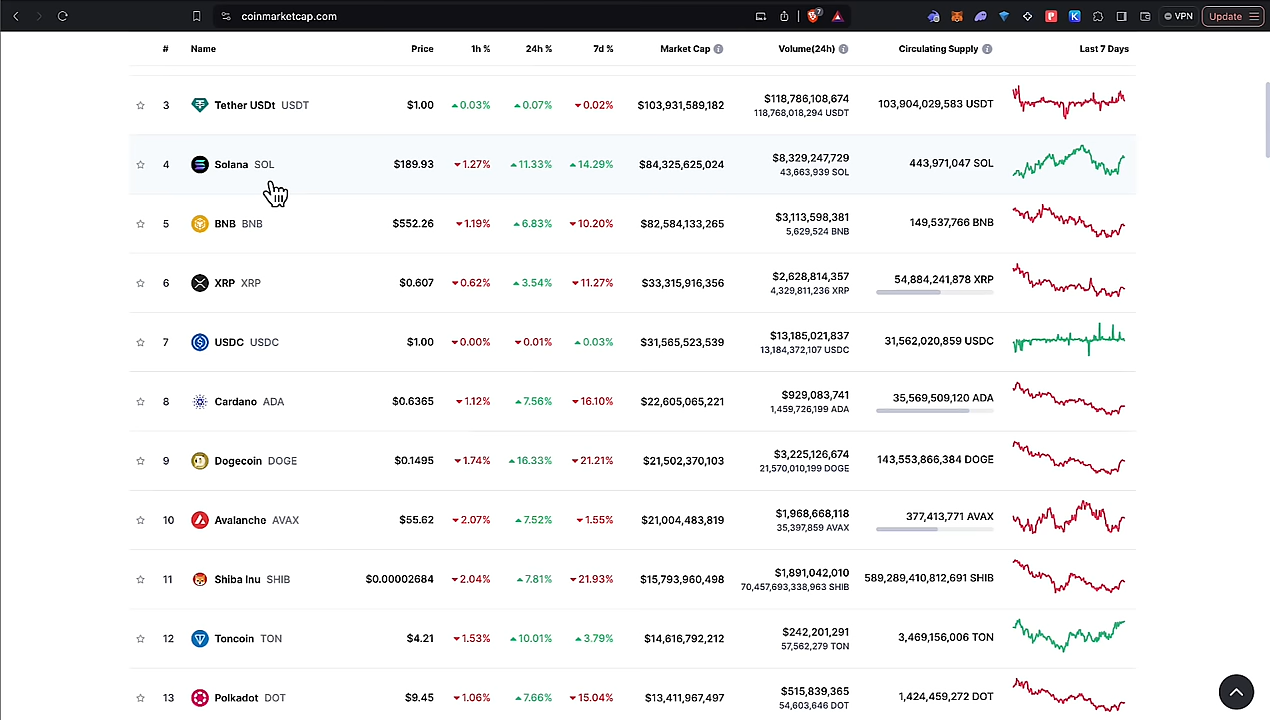 coinmarketcap.com
7
VPN
Update
# Name Price 1h % 24h % 7d % Market Cap Volume(24h) Circulating Supply Last 7 Days
3 Tether USDt USDT $1.00 0.03% 0.07% 0.02% $103,931,589,182 $118,786,108,674 103,904,029,583 USDT
118,768,018,294 USDT
4 Solana SOL $189.93 1.27% 11.33% 14.29% $84,325,625,024 $8,329,247,729 443,971,047 SOL
43,663,939 SOL
5 BNB BNB $552.26 1.19% 6.83% 10.20% $82,584,133,265 $3,113,598,381 149,537,766 BNB
5,629,524 BNB
6 XRP XRP $0.607 0.62% 3.54% 11.27% $33,315,916,356 $2,628,814,357 54,884,241,878 XRP
4,329,811,236 XRP
7 USDC USDC $1.00 0.00% 0.01% 0.03% $31,565,523,539 $13,185,021,837 31,562,020,859 USDC
13,184,372,107 USDC
8 Cardano ADA $0.6365 1.12% 7.56% 16.10% $22,605,065,221 $929,083,741 35,569,509,120 ADA
1,459,726,199 ADA
9 Dogecoin DOGE $0.1495 1.74% 16.33% 21.21% $21,502,370,103 $3,225,126,674 143,553,866,384 DOGE
21,570,010,199 DOGE
10 Avalanche AVAX $55.62 2.07% 7.52% 1.55% $21,004,483,819 $1,968,668,118 377,413,771 AVAX
35,397,859 AVAX
11 Shiba Inu SHIB $0.00002684 2.04% 7.81% 21.93% $15,793,960,498 $1,891,042,010 589,289,410,812,691 SHIB
70,457,693,338,963 SHIB
12 Toncoin TON $4.21 1.53% 10.01% 3.79% $14,616,792,212 $242,201,291 3,469,156,006 TON
57,562,279 TON
13 Polkadot DOT $9.45 1.06% 7.66% 15.04% $13,411,967,497 $515,839,365 1,424,459,272 DOT
54,603,646 DOT